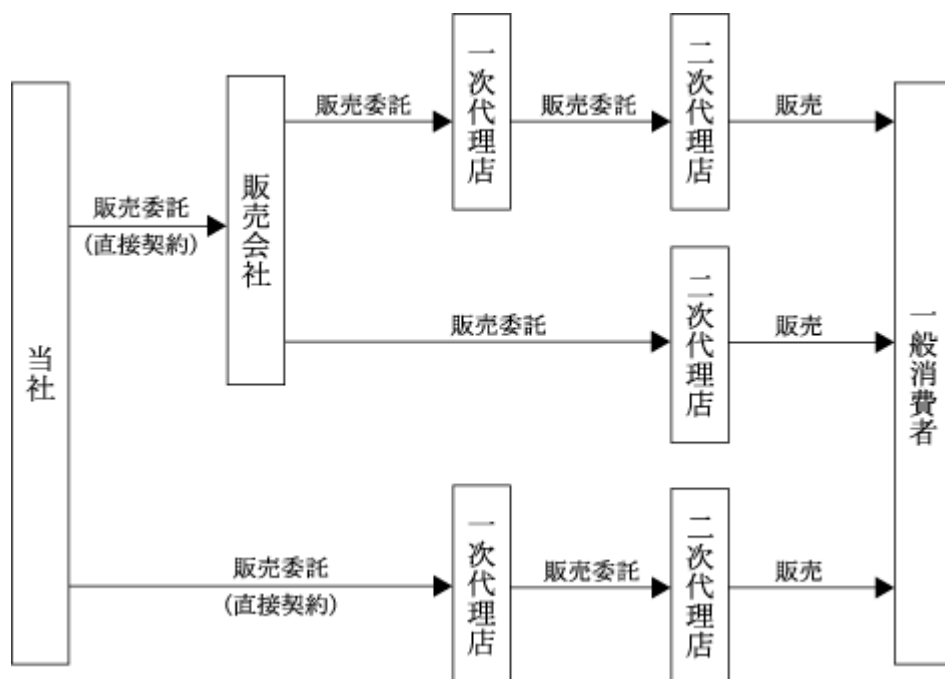 当社
販売委託
(直接契約)
販売会社
販売委託
一次代理店
販売委託
二次代理店
販売
販売委託
二次代理店
販売
販売委託
(直接契約)
一次代理店
販売委託
二次代理店
販売
一般消費者